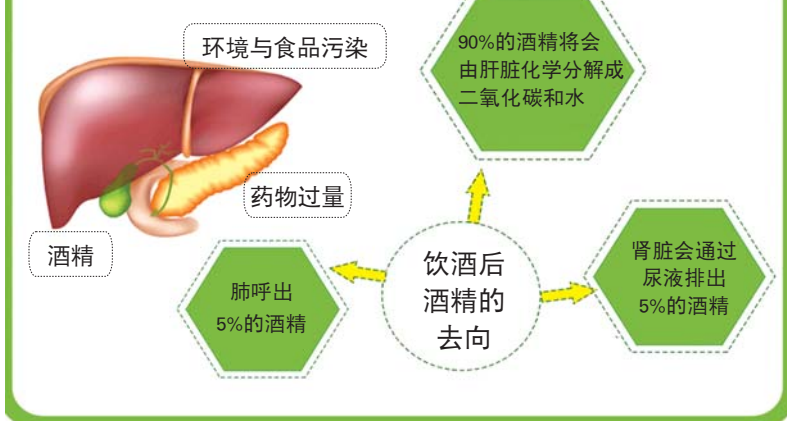 环境与食品污染
药物过量
酒精
90%的酒精将会
由肝脏化学分解成
二氧化碳和水
饮酒后
酒精的
去向
肺呼出
5%的酒精
肾脏会通过
尿液排出
5%的酒精